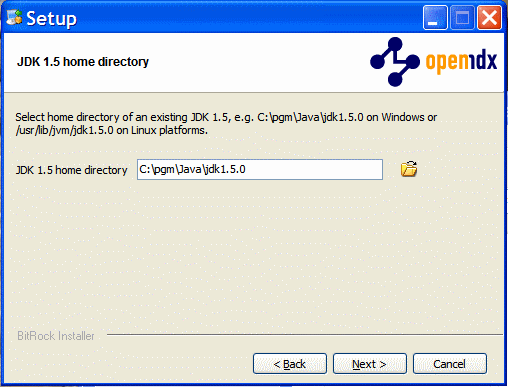 Setup
JDK 1.5 home directory
openmdx
Select home directory of an existing JDK 1.5, e.g. C:\pgm\Java\jdk1.5.0 on Windows or
/usr/lib/jvm/jdk1.5.0 on Linux platforms.
JDK 1.5 home directory C:\pgm\Java\jdk1.5.0
BitRock Installer
< Back Next > Cancel